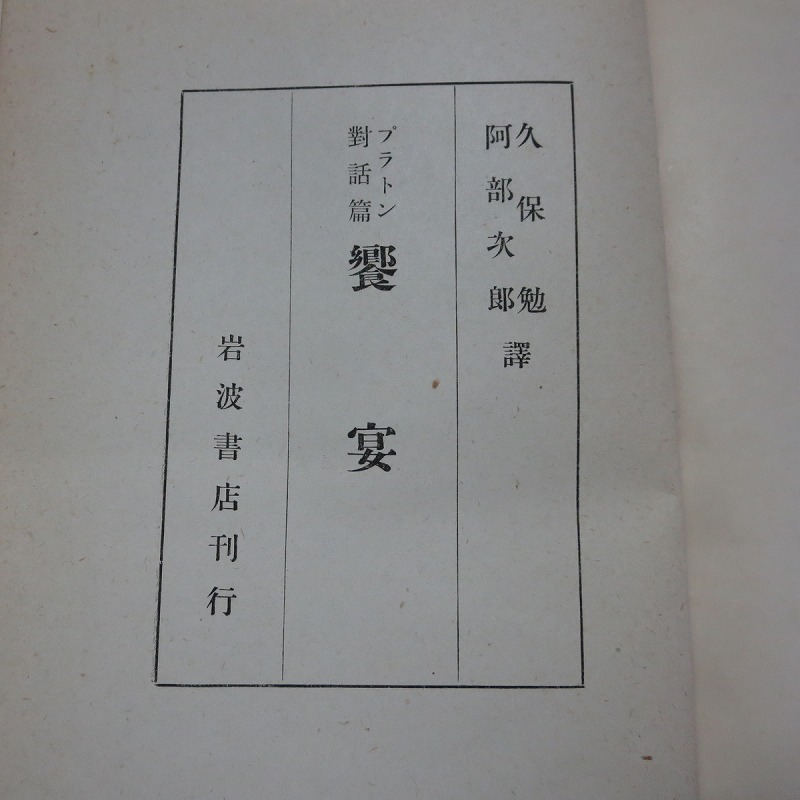 久保勉
阿部次郎
譯
プラトン
對話篇
饗宴
岩波書店刊行